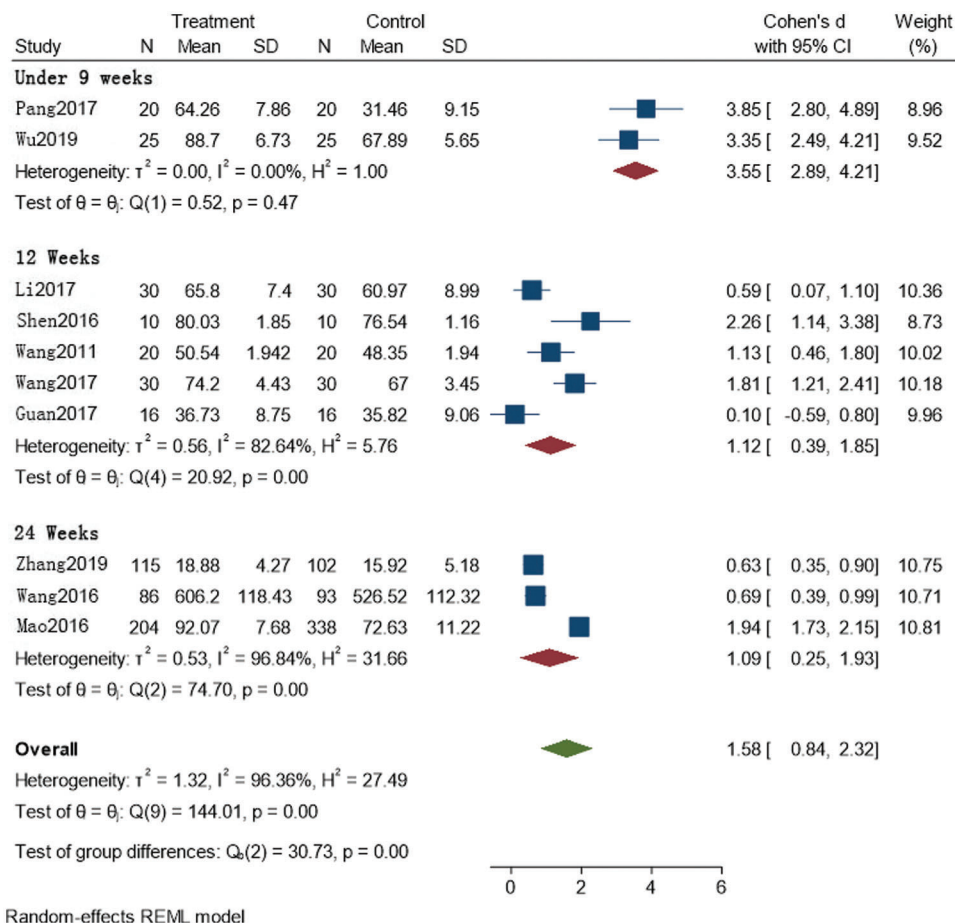 Treatment Control Cohen's d Weight
Study N Mean SD N Mean SD with 95% CI (%)
Under 9 weeks
Pang2017 20 64.26 7.86 20 31.46 9.15 3.85 [ 2.80, 4.89] 8.96
Wu2019 25 88.7 6.73 25 67.89 5.65 3.35 [ 2.49, 4.21] 9.52
Heterogeneity: τ² = 0.00, I² = 0.00%, H² = 1.00 3.55 [ 2.89, 4.21]
Test of θ = θⱼ: Q(1) = 0.52, p = 0.47
12 Weeks
Li2017 30 65.8 7.4 30 60.97 8.99 0.59 [ 0.07, 1.10] 10.36
Shen2016 10 80.03 1.85 10 76.54 1.16 2.26 [ 1.14, 3.38] 8.73
Wang2011 20 50.54 1.942 20 48.35 1.94 1.13 [ 0.46, 1.80] 10.02
Wang2017 30 74.2 4.43 30 67 3.45 1.81 [ 1.21, 2.41] 10.18
Guan2017 16 36.73 8.75 16 35.82 9.06 0.10 [ -0.59, 0.80] 9.96
Heterogeneity: τ² = 0.56, I² = 82.64%, H² = 5.76 1.12 [ 0.39, 1.85]
Test of θ = θⱼ: Q(4) = 20.92, p = 0.00
24 Weeks
Zhang2019 115 18.88 4.27 102 15.92 5.18 0.63 [ 0.35, 0.90] 10.75
Wang2016 86 606.2 118.43 93 526.52 112.32 0.69 [ 0.39, 0.99] 10.71
Mao2016 204 92.07 7.68 338 72.63 11.22 1.94 [ 1.73, 2.15] 10.81
Heterogeneity: τ² = 0.53, I² = 96.84%, H² = 31.66 1.09 [ 0.25, 1.93]
Test of θ = θⱼ: Q(2) = 74.70, p = 0.00
Overall 1.58 [ 0.84, 2.32]
Heterogeneity: τ² = 1.32, I² = 96.36%, H² = 27.49
Test of θ = θⱼ: Q(9) = 144.01, p = 0.00
Test of group differences: Q_b(2) = 30.73, p = 0.00
0 2 4 6
Random-effects REML model